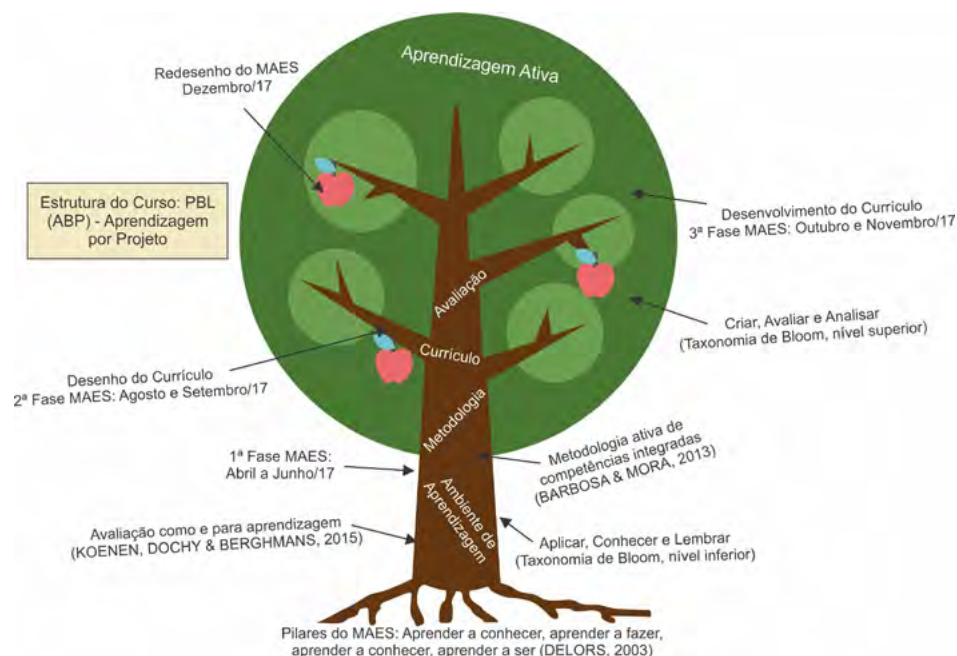 Aprendizagem Ativa
Redesenho do MAES
Dezembro/17
Estrutura do Curso: PBL
(ABP) - Aprendizagem
por Projeto
Desenvolvimento do Currículo
3ª Fase MAES: Outubro e Novembro/17
Avaliação
Criar, Avaliar e Analisar
(Taxonomia de Bloom, nível superior)
Currículo
Desenho do Currículo
2ª Fase MAES: Agosto e Setembro/17
Metodologia
1ª Fase MAES:
Abril a Junho/17
Metodologia ativa de
competências integradas
(BARBOSA & MORA, 2013)
Ambiente de
Aprendizagem
Avaliação como e para aprendizagem
(KOENEN, DOCHY & BERGHMANS, 2015)
Aplicar, Conhecer e Lembrar
(Taxonomia de Bloom, nível inferior)
Pilares do MAES: Aprender a conhecer, aprender a fazer,
aprender a conhecer, aprender a ser (DELORS, 2003)